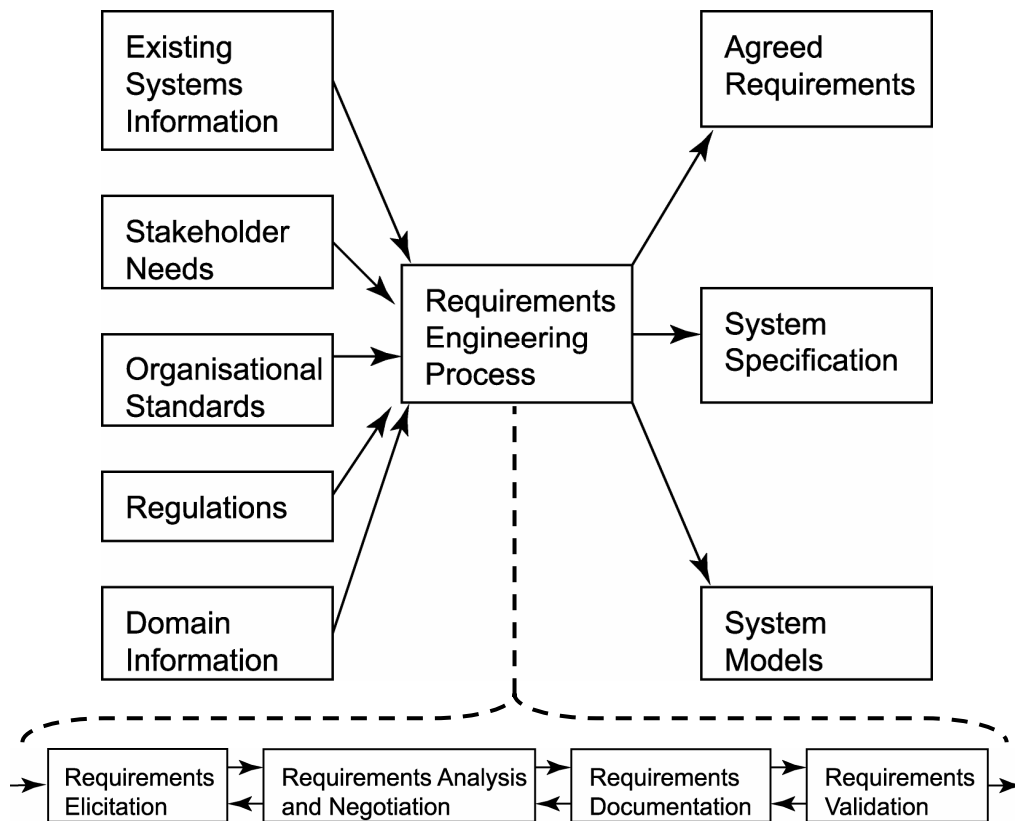 Existing
Systems
Information
Stakeholder
Needs
Organisational
Standards
Regulations
Domain
Information
Requirements
Engineering
Process
Agreed
Requirements
System
Specification
System
Models
Requirements
Elicitation
Requirements Analysis
and Negotiation
Requirements
Documentation
Requirements
Validation